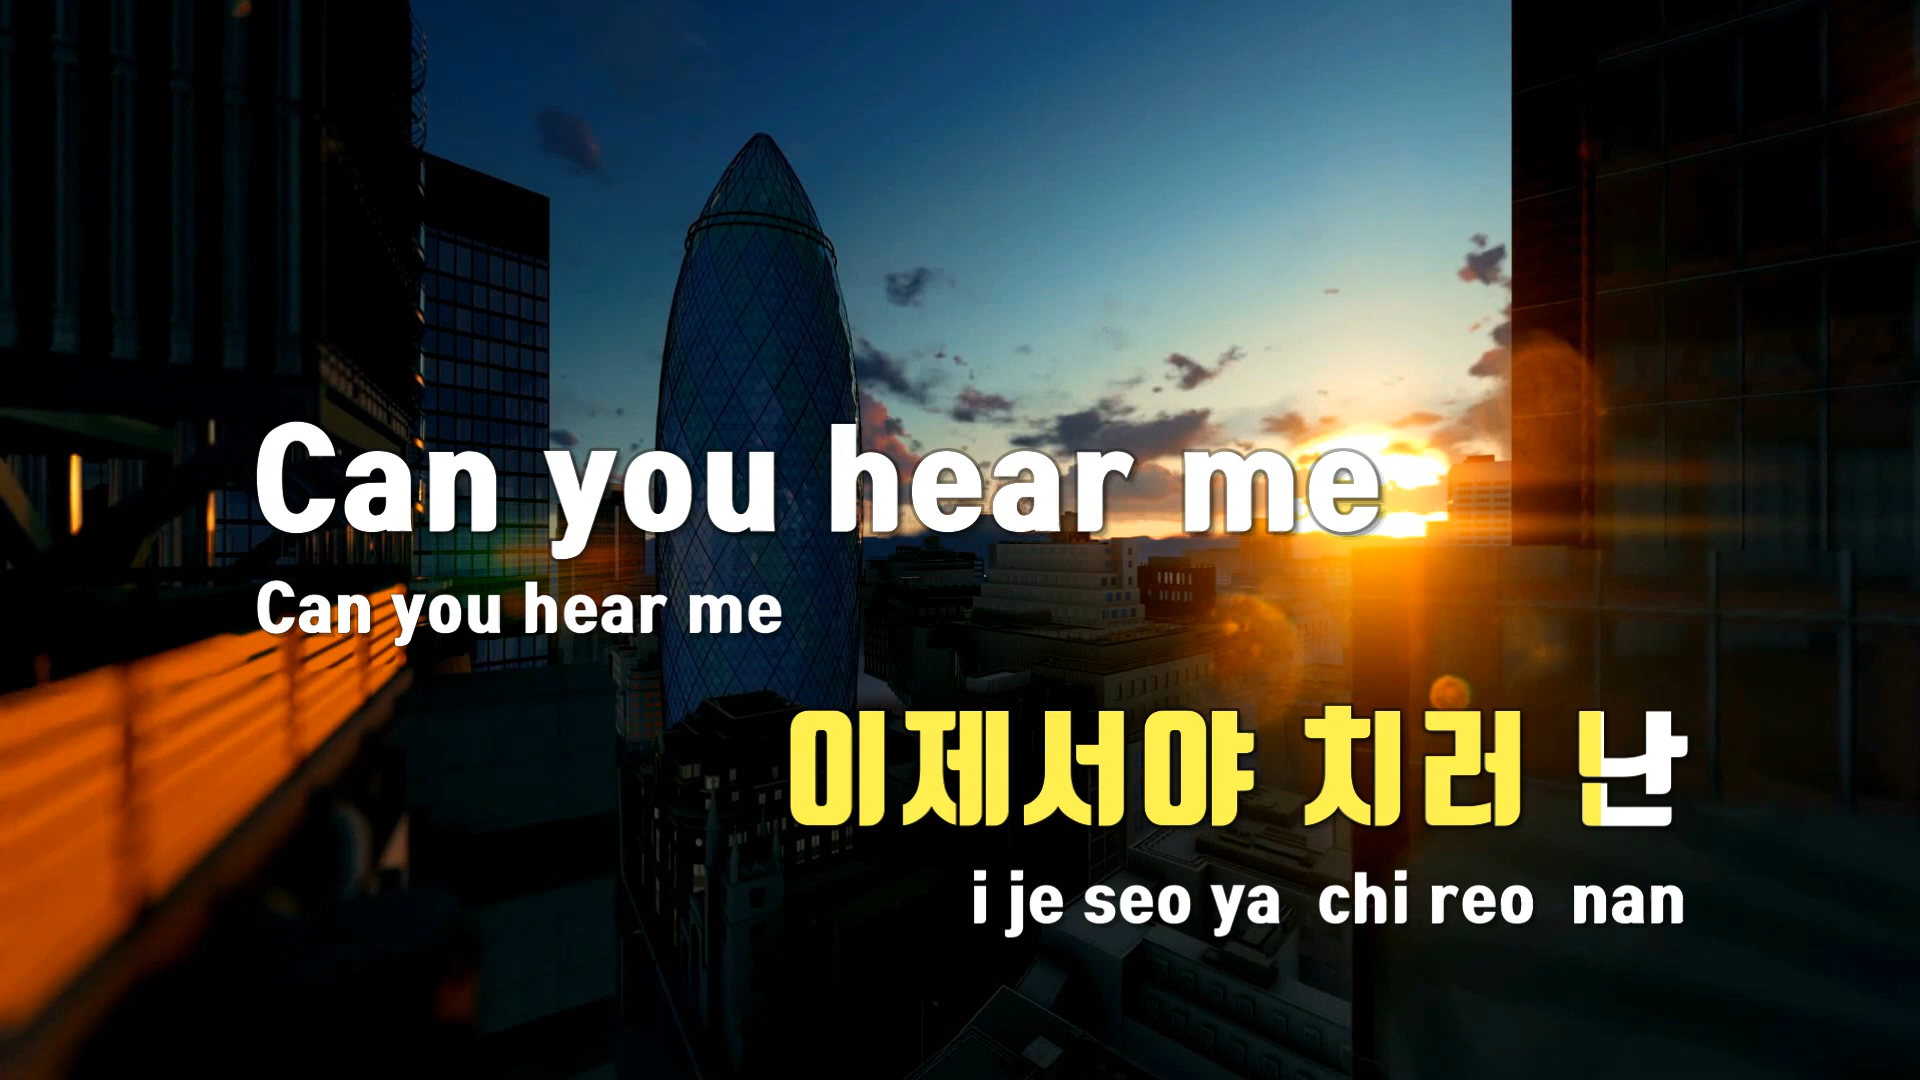 Can you hear me
Can you hear me
이제서야 치러 난
i je seo ya chi reo nan